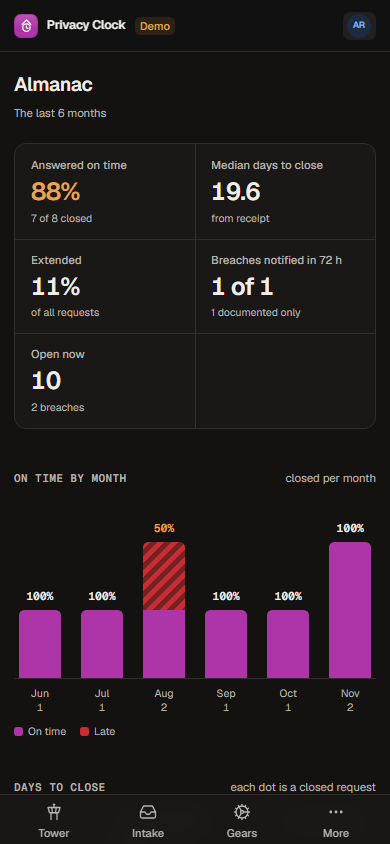 Privacy Clock Demo AR
Almanac
The last 6 months
Answered on time
88%
7 of 8 closed
Median days to close
19.6
from receipt
Extended
11%
of all requests
Breaches notified in 72 h
1 of 1
1 documented only
Open now
10
2 breaches
ON TIME BY MONTH closed per month
100% 100% 50% 100% 100% 100%
Jun Jul Aug Sep Oct Nov
1 1 2 1 1 2
On time Late
DAYS TO CLOSE each dot is a closed request
Tower Intake Gears More